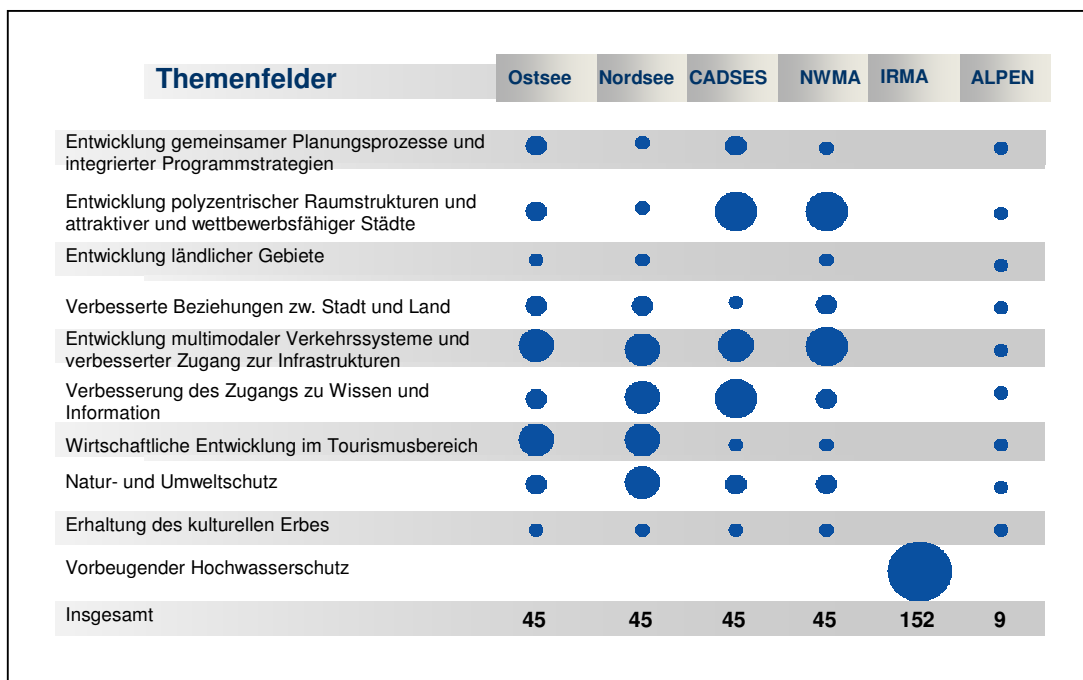 Themenfelder Ostsee Nordsee CADSES NWMA IRMA ALPEN
Entwicklung gemeinsamer Planungsprozesse und
integrierter Programmstrategien
Entwicklung polyzentrischer Raumstrukturen und
attraktiver und wettbewerbsfähiger Städte
Entwicklung ländlicher Gebiete
Verbesserte Beziehungen zw. Stadt und Land
Entwicklung multimodaler Verkehrssysteme und
verbesserter Zugang zur Infrastrukturen
Verbesserung des Zugangs zu Wissen und
Information
Wirtschaftliche Entwicklung im Tourismusbereich
Natur- und Umweltschutz
Erhaltung des kulturellen Erbes
Vorbeugender Hochwasserschutz
Insgesamt 45 45 45 45 152 9